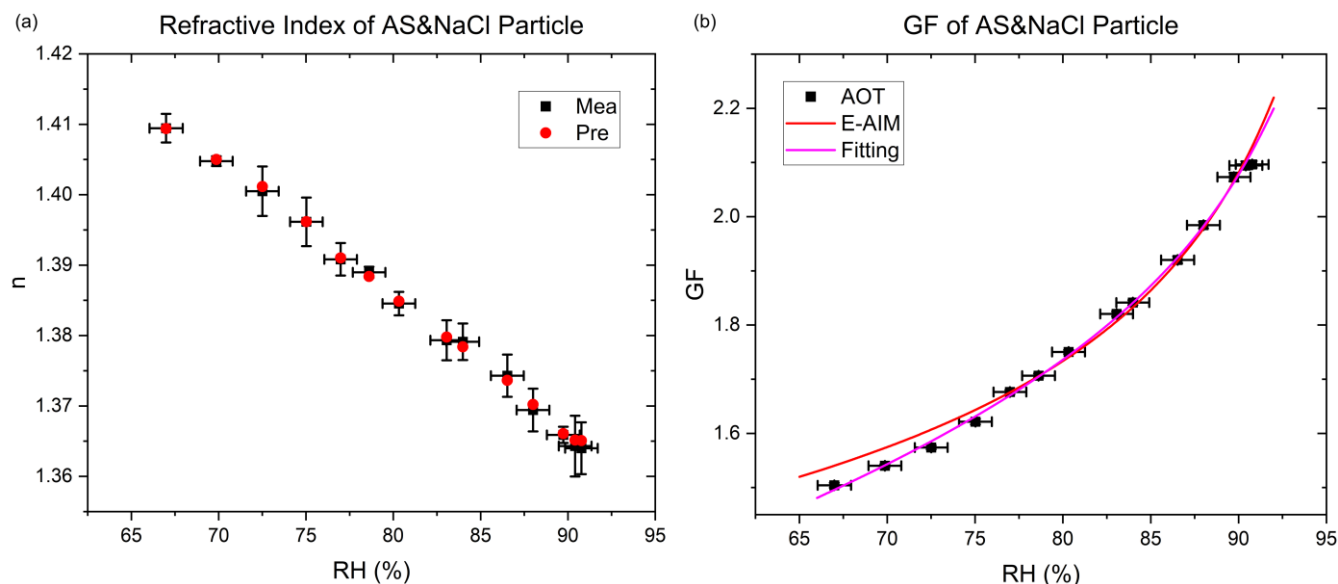 (a) Refractive Index of AS&NaCl Particle
1.42
1.41
1.40
1.39
1.38
1.37
1.36
n
Mea
Pre
65 70 75 80 85 90 95
RH (%)
(b) GF of AS&NaCl Particle
2.2
2.0
1.8
1.6
GF
AOT
E-AIM
Fitting
65 70 75 80 85 90 95
RH (%)